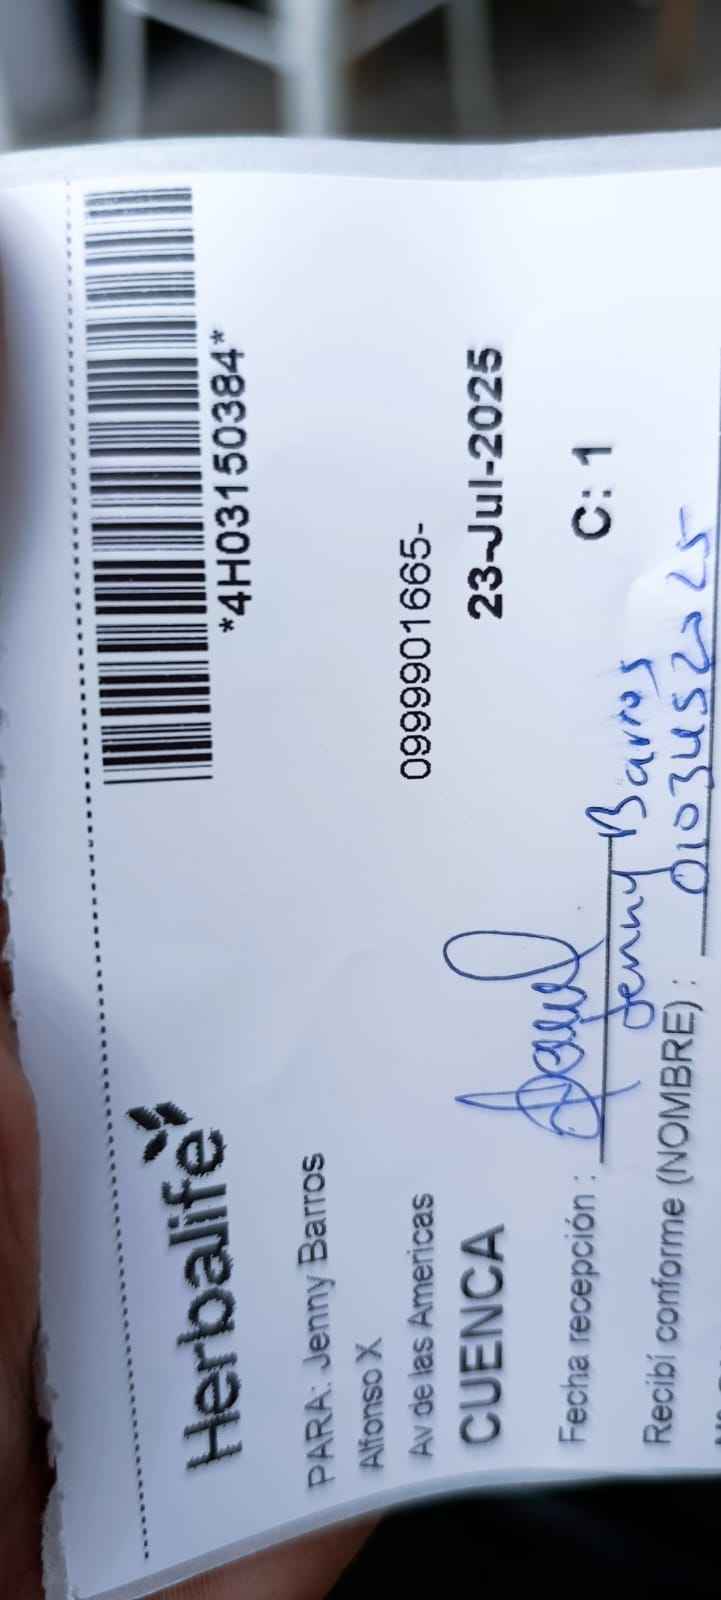 *4H03150384*
Herbalife
PARA: Jenny Barros
Alfonso X
0999901665-
Av de las Americas
CUENCA
23-Jul-2025
Fecha recepción :
C: 1
Jenny Barros
Recibí conforme (NOMBRE) :
0103452025